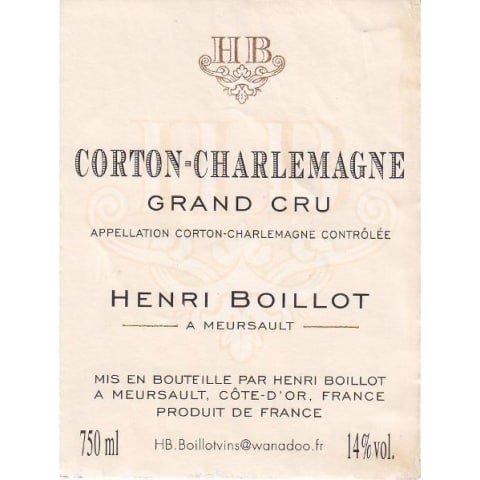 HB
CORTON-CHARLEMAGNE
GRAND CRU
APPELLATION CORTON-CHARLEMAGNE CONTRÔLÉE
HENRI BOILLOT
A MEURSAULT
MIS EN BOUTEILLE PAR HENRI BOILLOT
A MEURSAULT, CÔTE-D'OR, FRANCE
PRODUIT DE FRANCE
750 ml HB.Boillotvins@wanadoo.fr 14% vol.